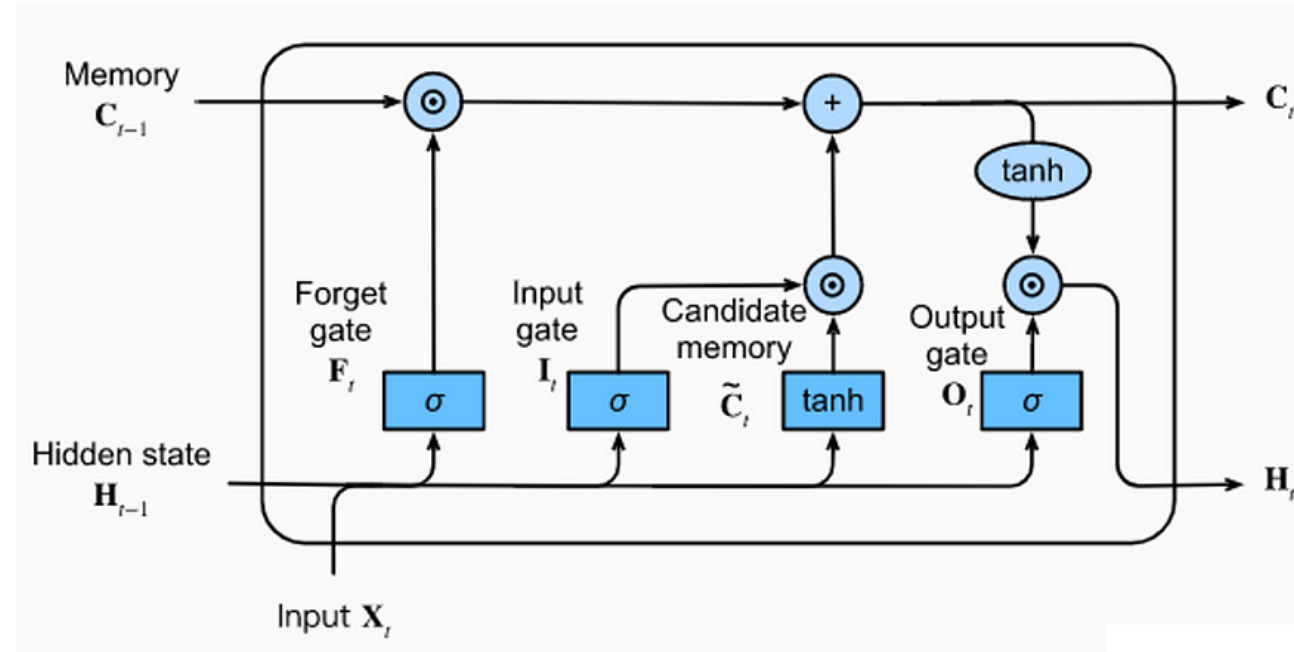 Memory
C_{t-1}
⊙
+
C_t
tanh
Forget
gate
F_t
Input
gate
I_t
Candidate
memory
C̃_t
⊙
Output
gate
O_t
⊙
σ
σ
tanh
σ
Hidden state
H_{t-1}
H_t
Input X_t